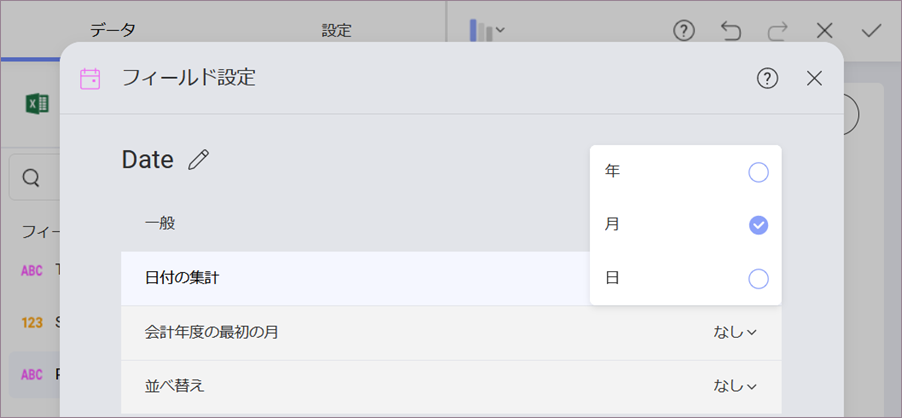 データ 設定
フィールド設定
Date
年
一般
月
日付の集計
日
会計年度の最初の月 なし
並べ替え なし
フィー
ABC
123 S
ABC